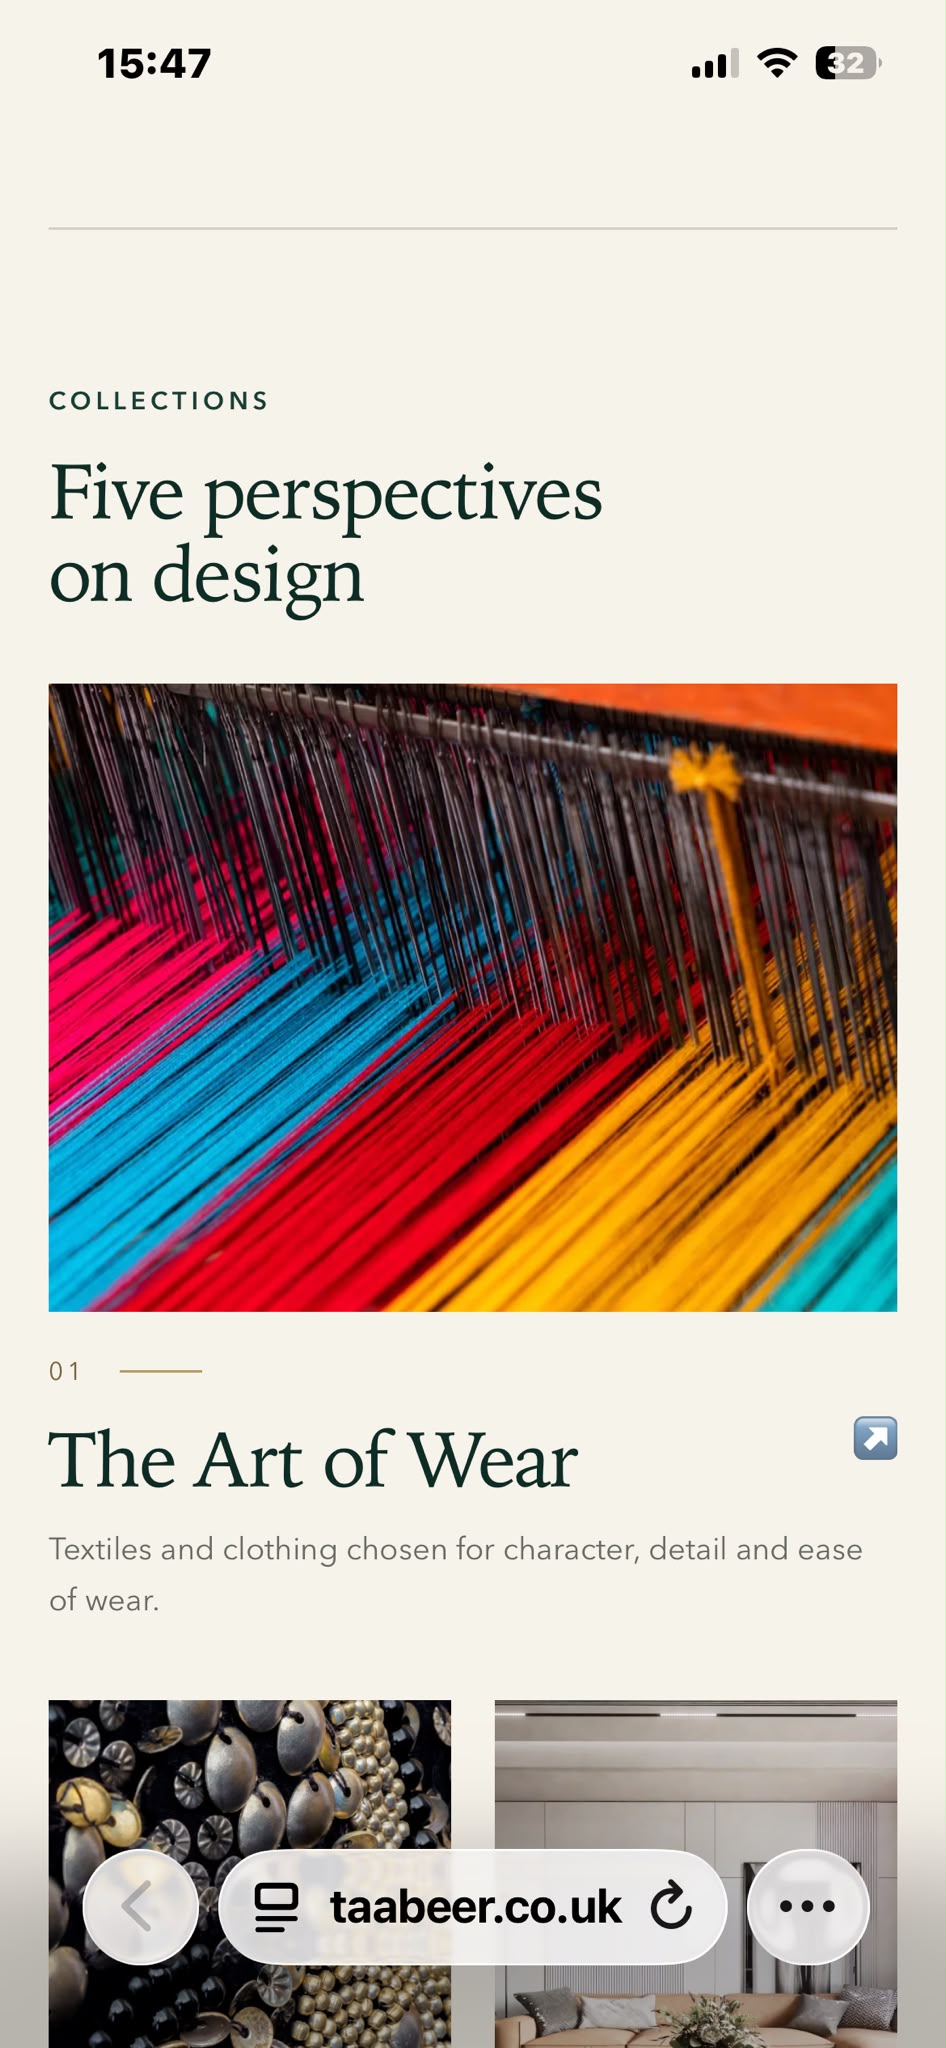 15:47
32
COLLECTIONS
Five perspectives
on design
01
The Art of Wear
Textiles and clothing chosen for character, detail and ease
of wear.
taabeer.co.uk